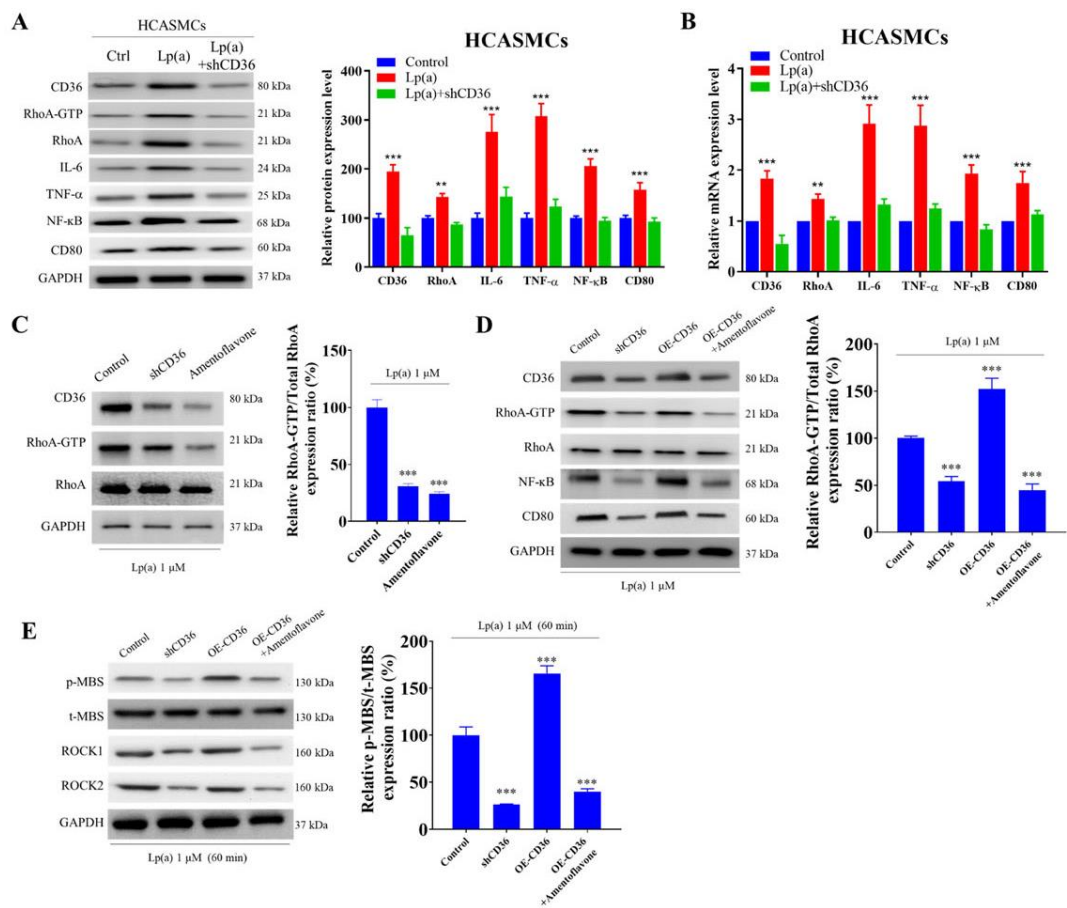 A
HCASMCs
Ctrl
Lp(a)
Lp(a)
+shCD36
CD36
80 kDa
RhoA-GTP
21 kDa
RhoA
21 kDa
IL-6
24 kDa
TNF-α
25 kDa
NF-κB
68 kDa
CD80
60 kDa
GAPDH
37 kDa
HCASMCs
Control
Lp(a)
Lp(a)+shCD36
Relative protein expression level
400
300
200
100
0
***
**
***
***
***
***
CD36
RhoA
IL-6
TNF-α
NF-κB
CD80
B
HCASMCs
Control
Lp(a)
Lp(a)+shCD36
Relative mRNA expression level
4
3
2
1
0
***
**
***
***
***
***
CD36
RhoA
IL-6
TNF-α
NF-κB
CD80
C
Control
shCD36
Amentoflavone
CD36
80 kDa
RhoA-GTP
21 kDa
RhoA
21 kDa
GAPDH
37 kDa
Lp(a) 1 μM
Relative RhoA-GTP/Total RhoA
expression ratio (%)
150
100
50
0
Lp(a) 1 μM
***
***
Control
shCD36
Amentoflavone
D
Control
shCD36
OE-CD36
OE-CD36
+Amentoflavone
CD36
80 kDa
RhoA-GTP
21 kDa
RhoA
21 kDa
NF-κB
68 kDa
CD80
60 kDa
GAPDH
37 kDa
Lp(a) 1 μM
Relative RhoA-GTP/Total RhoA
expression ratio (%)
200
150
100
50
0
Lp(a) 1 μM
***
***
***
Control
shCD36
OE-CD36
OE-CD36
+Amentoflavone
E
Control
shCD36
OE-CD36
OE-CD36
+Amentoflavone
p-MBS
130 kDa
t-MBS
130 kDa
ROCK1
160 kDa
ROCK2
160 kDa
GAPDH
37 kDa
Lp(a) 1 μM (60 min)
Relative p-MBS/t-MBS
expression ratio (%)
200
150
100
50
0
Lp(a) 1 μM (60 min)
***
***
***
Control
shCD36
OE-CD36
OE-CD36
+Amentoflavone